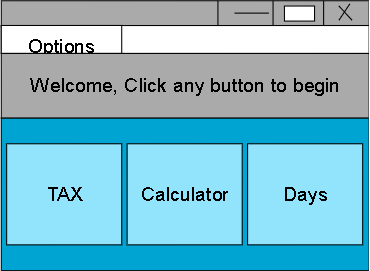 Options
Welcome, Click any button to begin
TAX Calculator Days